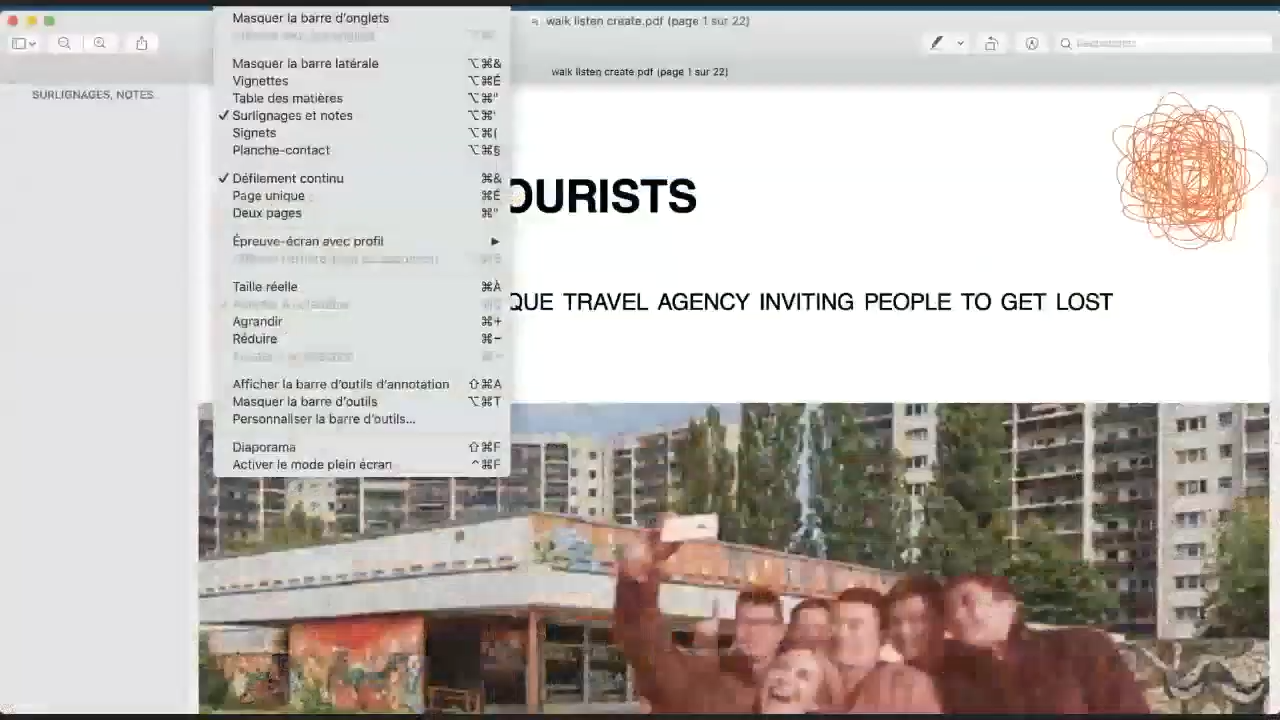 Masquer la barre d'onglets
walk listen create.pdf (page 1 sur 22)
Masquer la barre latérale ⌥⌘&
Vignettes ⌥⌘É
Table des matières ⌥⌘"
✓ Surlignages et notes ⌥⌘'
Signets ⌥⌘(
Planche-contact ⌥⌘§
✓ Défilement continu ⌘&
Page unique ⌘É
Deux pages ⌘"
Épreuve-écran avec profil ▶
Taille réelle ⌘À
Agrandir ⌘+
Réduire ⌘−
Afficher la barre d'outils d'annotation ⇧⌘A
Masquer la barre d'outils ⌥⌘T
Personnaliser la barre d'outils...
Diaporama ⇧⌘F
Activer le mode plein écran ^⌘F
walk listen create.pdf (page 1 sur 22)
SURLIGNAGES, NOTES
OURISTS
QUE TRAVEL AGENCY INVITING PEOPLE TO GET LOST